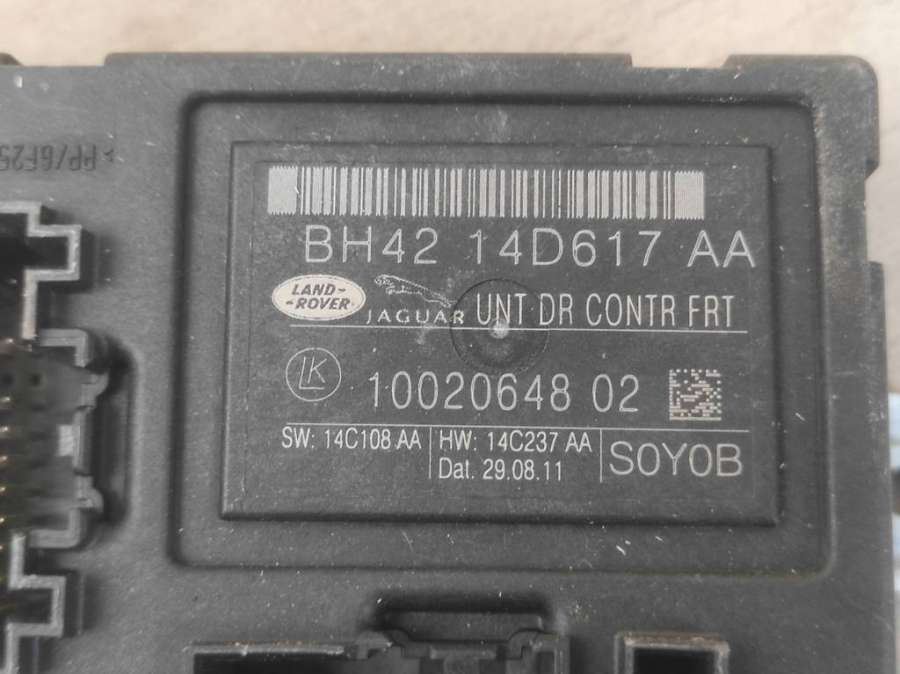 BH42 14D617 AA
LAND-
-ROVER
JAGUAR UNT DR CONTR FRT
LK
10020648 02
SW: 14C108 AA HW: 14C237 AA
Dat. 29.08.11
S0Y0B